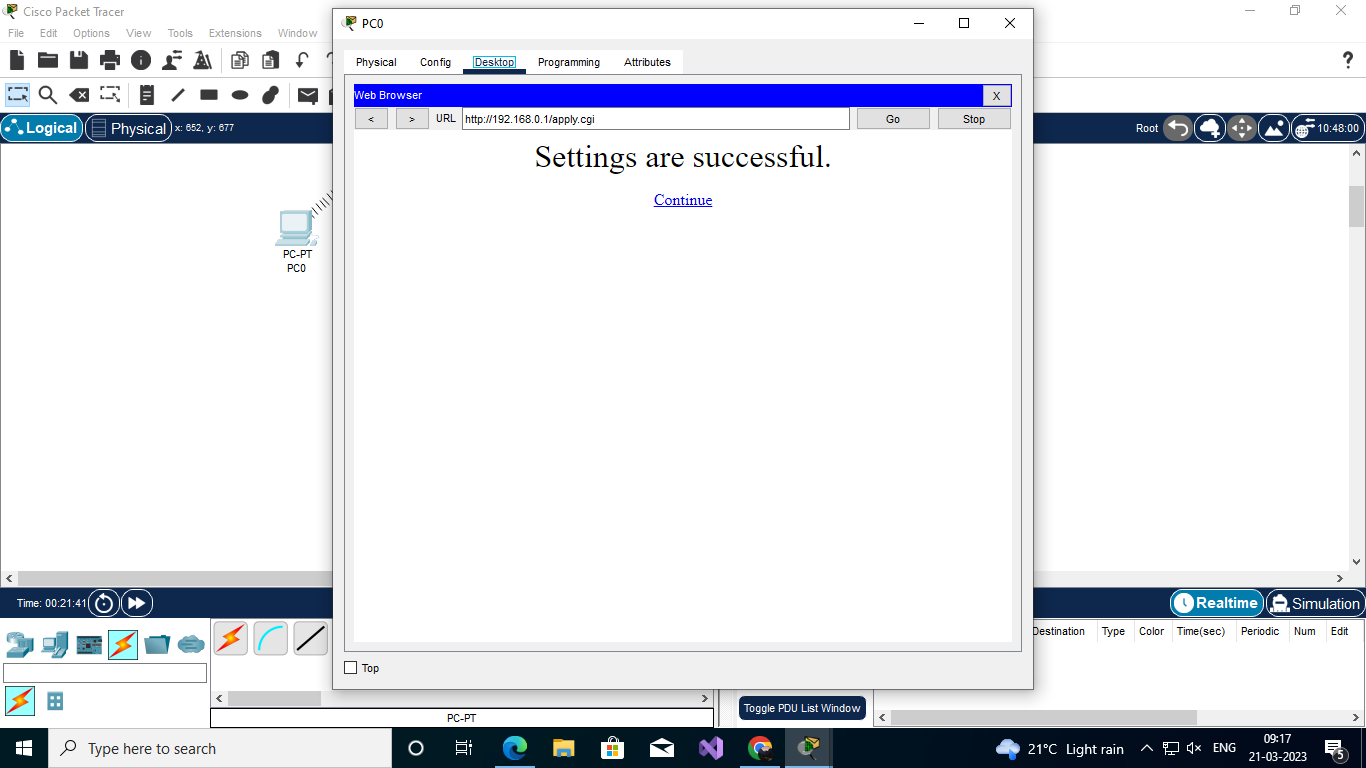 Cisco Packet Tracer
File Edit Options View Tools Extensions Window
PC0
Physical Config Desktop Programming Attributes
Web Browser X
< > URL http://192.168.0.1/apply.cgi Go Stop
Settings are successful.
Continue
Logical Physical x: 652, y: 677
Root 10:48:00
PC-PT
PC0
Time: 00:21:41
Realtime Simulation
Destination Type Color Time(sec) Periodic Num Edit
Top
Toggle PDU List Window
PC-PT
Type here to search
21°C Light rain
ENG
09:17
21-03-2023
5